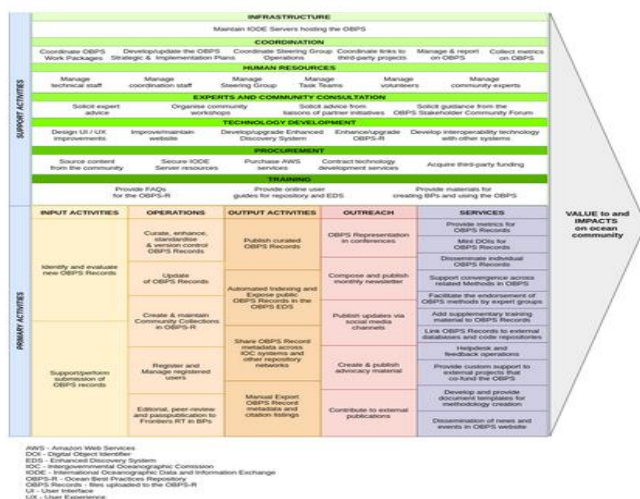 INFRASTRUCTURE
Maintain IODE Servers hosting the OBPS
COORDINATION
Coordinate OBPS Work Packages
Develop/update the OBPS Strategic & Implementation Plans
Coordinate Steering Group Operations
Coordinate links to third-party projects
Manage & report on OBPS
Collect metrics on OBPS
HUMAN RESOURCES
Manage technical staff
Manage coordination staff
Manage Steering Group
Manage Task Teams
Manage volunteers
Manage community experts
EXPERTS AND COMMUNITY CONSULTATION
Solicit expert advice
Organise community workshops
Solicit advice from liaisons of partner initiatives
Solicit guidance from the OBPS Stakeholder Community Forum
TECHNOLOGY DEVELOPMENT
Design UI / UX improvements
Improve/maintain website
Develop/upgrade Enhanced Discovery System
Enhance/upgrade OBPS-R
Develop interoperability technology with other systems
PROCUREMENT
Source content from the community
Secure IODE Server resources
Purchase AWS services
Contract technology development services
Acquire third-party funding
TRAINING
Provide FAQs for the OBPS-R
Provide online user guides for repository and EDS
Provide materials for creating BPs and using the OBPS
SUPPORT ACTIVITIES
PRIMARY ACTIVITIES
INPUT ACTIVITIES
Identify and evaluate
new OBPS Records
Support/perform
submission of
OBPS records
OPERATIONS
Curate, enhance,
standardise
& version control
OBPS Records
Update
of OBPS Records
Create & maintain
Community Collections
in OBPS-R
Register and
Manage registered
users
Editorial, peer-review
and passpublication to
Frontiers RT in BPs
OUTPUT ACTIVITIES
Publish curated
OBPS Records
Automated Indexing and
Expose public
OBPS Records in the
OBPS EDS
Share OBPS Record
metadata across
IOC systems and
other repository
networks
Manual Export
OBPS Record
metadata and
citation listings
OUTREACH
OBPS Representation
in conferences
Compose and publish
monthly newsletter
Publish updates via
social media
channels
Create & publish
advocacy material
Contribute to external
publications
SERVICES
Provide metrics for
OBPS Records
Mint DOIs for
OBPS Records
Disseminate individual
OBPS Records
Support convergence across
related Methods in OBPS
Facilitate the endorsement of
OBPS methods by expert groups
Add supplementary training
material to OBPS Records
Link OBPS Records to external
databases and code repositories
Helpdesk and
feedback operations
Provide custom support to
external projects that
co-fund the OBPS
Develop and provide
document templates for
methodology creation
Dissemination of news and
events in OBPS website
VALUE to and
IMPACTS
on ocean
community
AWS - Amazon Web Services
DOI - Digital Object Identifier
EDS - Enhanced Discovery System
IOC - Intergovernmental Oceanographic Comission
IODE - International Oceanographic Data and Information Exchange
OBPS-R - Ocean Best Practices Repository
OBPS Records - files uploaded to the OBPS-R
UI - User Interface
UX - User Experience